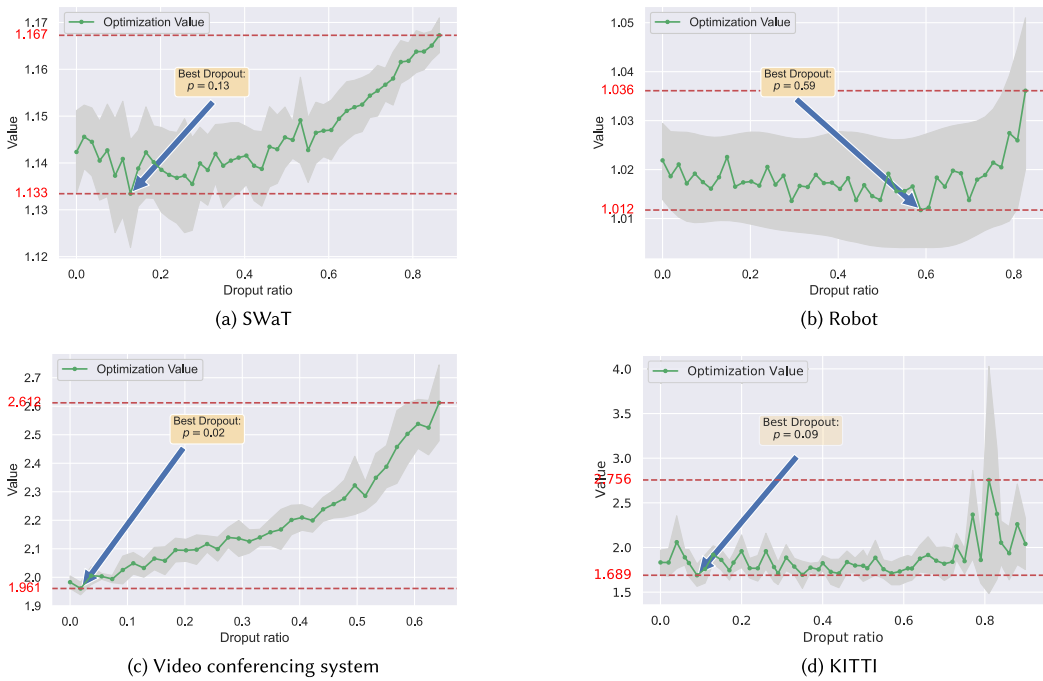 1.17
1.167
1.16
1.15
1.14
1.133
1.13
1.12
Value
Optimization Value
Best Dropout:
p = 0.13
0.0 0.2 0.4 0.6 0.8
Droput ratio
(a) SWaT
1.05
1.04
1.036
1.03
1.02
1.012
1.01
Value
Optimization Value
Best Dropout:
p = 0.59
0.0 0.2 0.4 0.6 0.8
Droput ratio
(b) Robot
2.7
2.612
2.6
2.5
2.4
2.3
2.2
2.1
2.0
1.961
1.9
Value
Optimization Value
Best Dropout:
p = 0.02
0.0 0.1 0.2 0.3 0.4 0.5 0.6
Droput ratio
(c) Video conferencing system
4.0
3.5
3.0
2.756
2.5
2.0
1.689
1.5
Value
Optimization Value
Best Dropout:
p = 0.09
0.0 0.2 0.4 0.6 0.8
Droput ratio
(d) KITTI